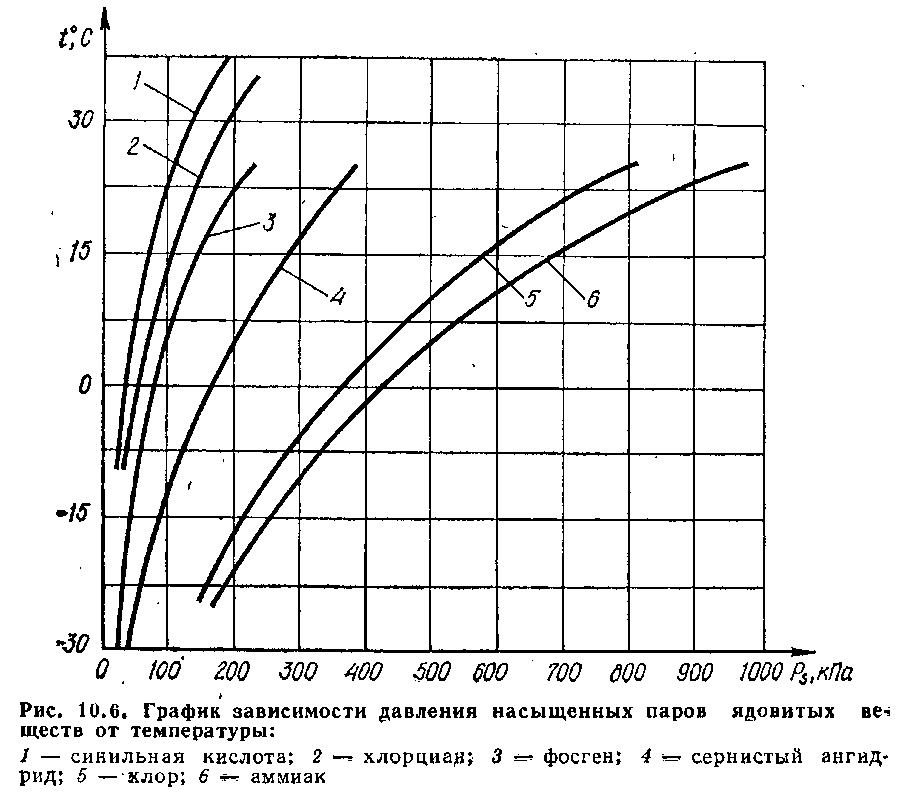 t°, C
1
30
2
3
15
4
5
6
0
-15
-30
0 100 200 300 400 500 600 700 800 900 1000 Ps, кПа
Рис. 10.6. График зависимости давления насыщенных паров ядовитых ве-
ществ от температуры:
1 — синильная кислота; 2 — хлорциан; 3 — фосген; 4 — сернистый ангид-
рид; 5 — хлор; 6 — аммиак